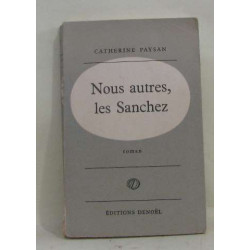 CATHERINE PAYSAN
Nous autres,
les Sanchez
roman
ÉDITIONS DENOËL